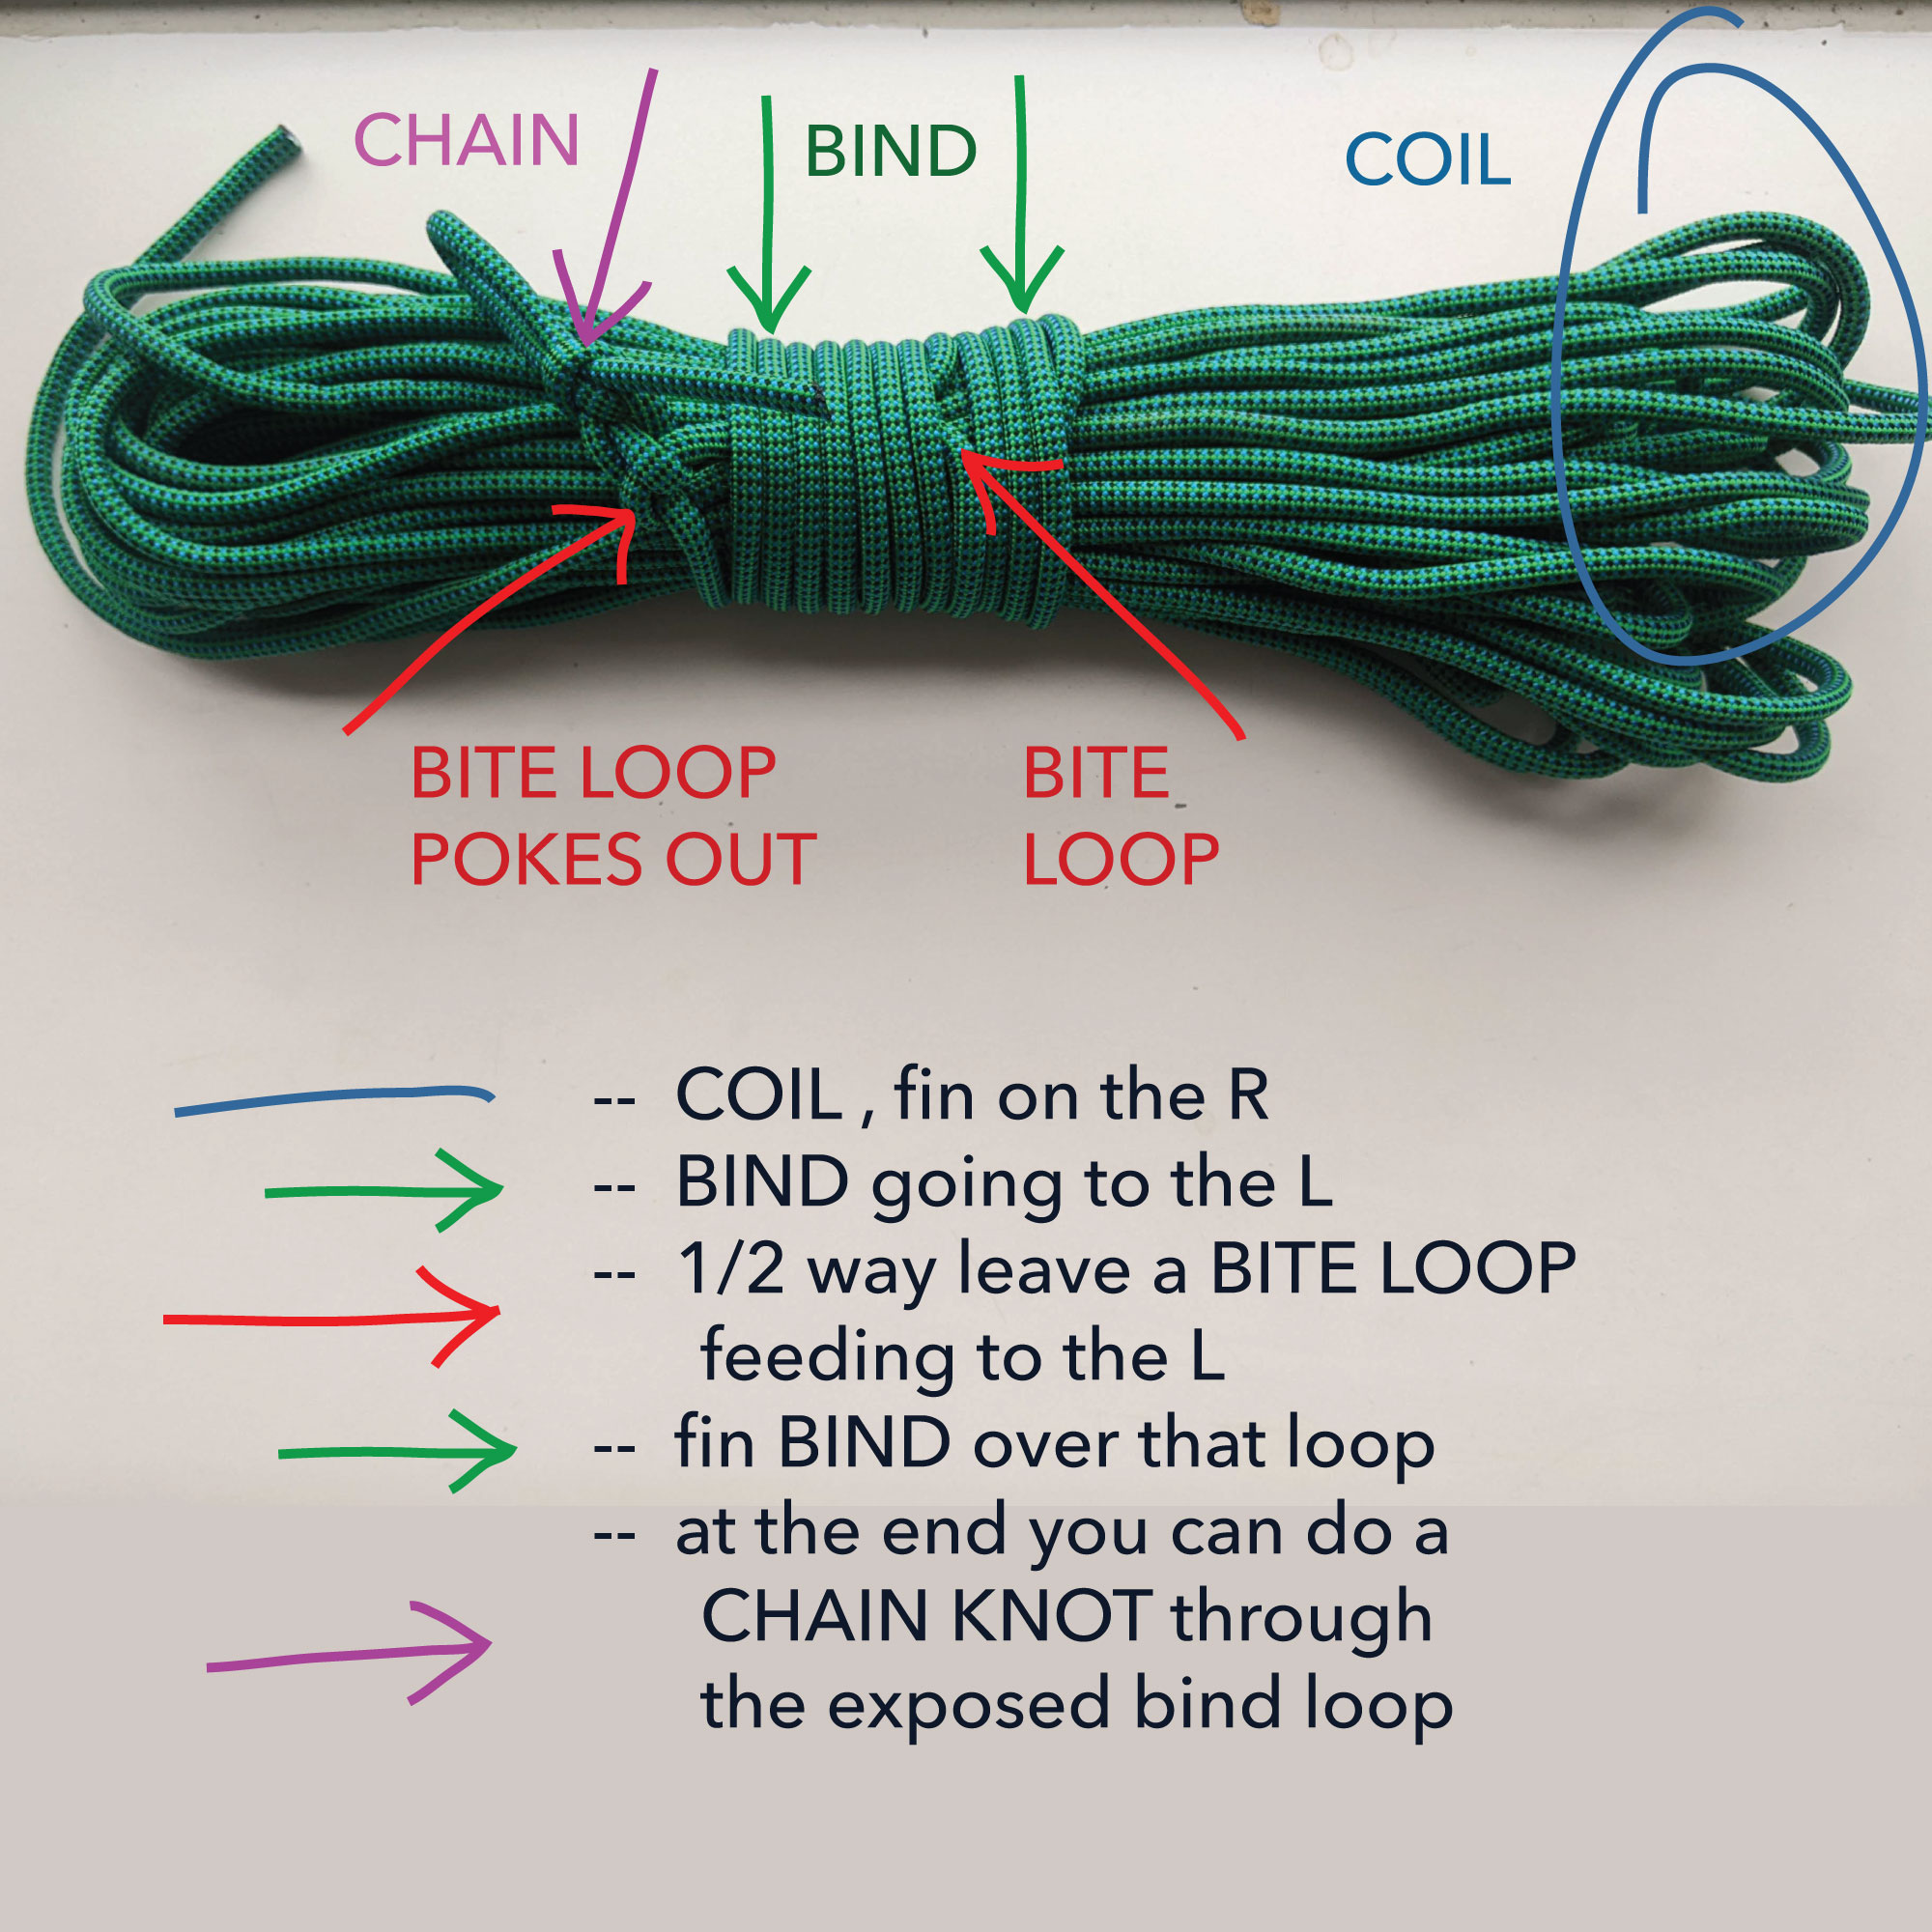 CHAIN
BIND
COIL
BITE LOOP
POKES OUT
BITE
LOOP
-- COIL , fin on the R
-- BIND going to the L
-- 1/2 way leave a BITE LOOP
feeding to the L
-- fin BIND over that loop
-- at the end you can do a
CHAIN KNOT through
the exposed bind loop